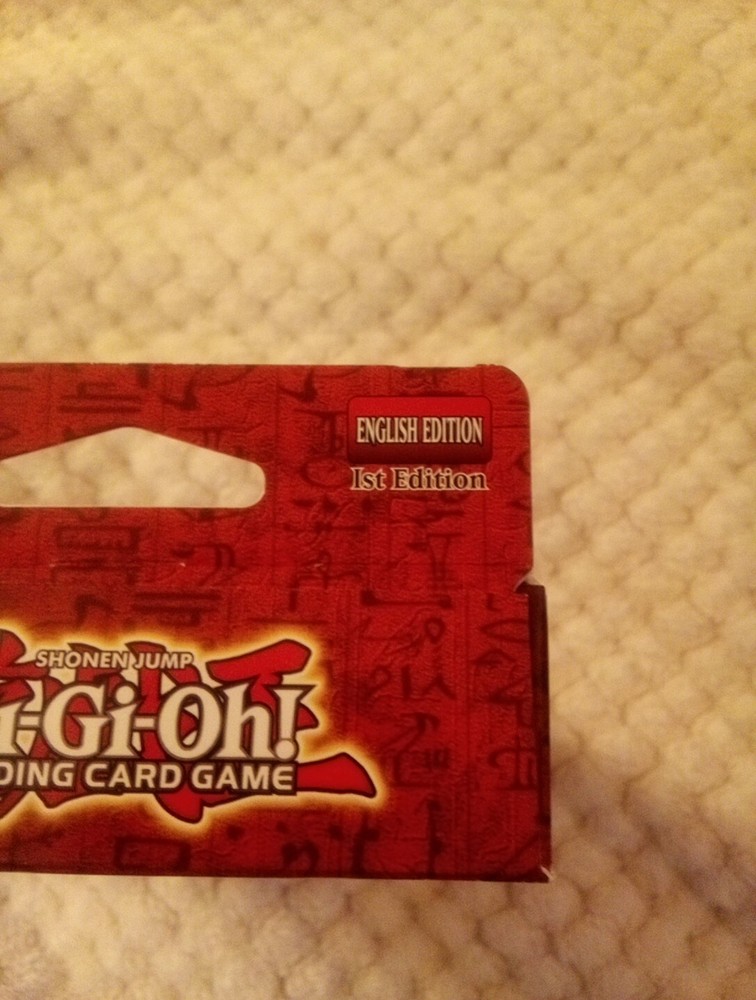 ENGLISH EDITION
1st Edition
SHONEN JUMP
i-Gi-Oh!
DING CARD GAME